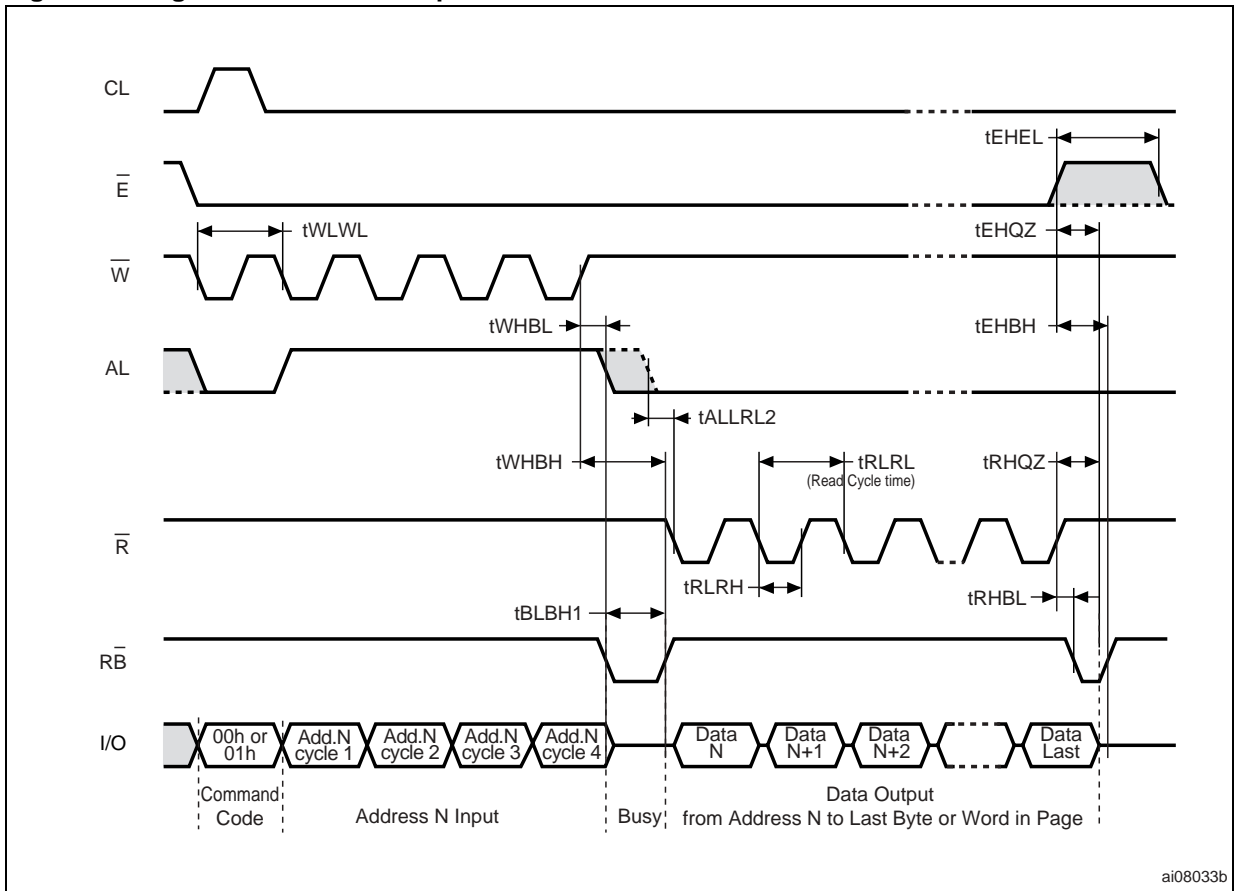 CL
tEHEL
E
tWLWL
tEHQZ
W
tWHBL
tEHBH
AL
tALLRL2
tWHBH
tRLRL
tRHQZ
(Read Cycle time)
R
tRLRH
tRHBL
tBLBH1
RB
I/O
00h or
01h
Add.N
cycle 1
Add.N
cycle 2
Add.N
cycle 3
Add.N
cycle 4
Data
N
Data
N+1
Data
N+2
Data
Last
Command
Code
Address N Input
Busy
Data Output
from Address N to Last Byte or Word in Page
ai08033b